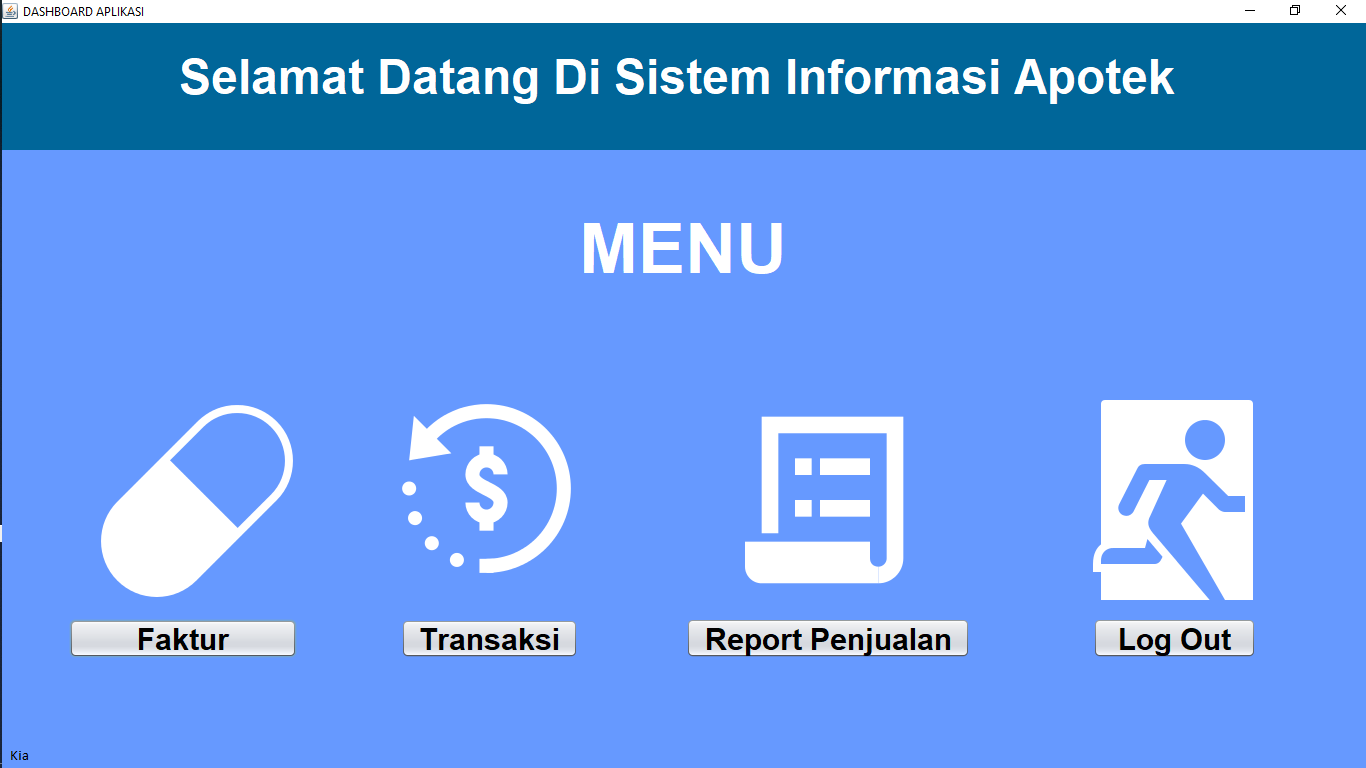 DASHBOARD APLIKASI
Selamat Datang Di Sistem Informasi Apotek
MENU
$
Faktur
Transaksi
Report Penjualan
Log Out
Kia